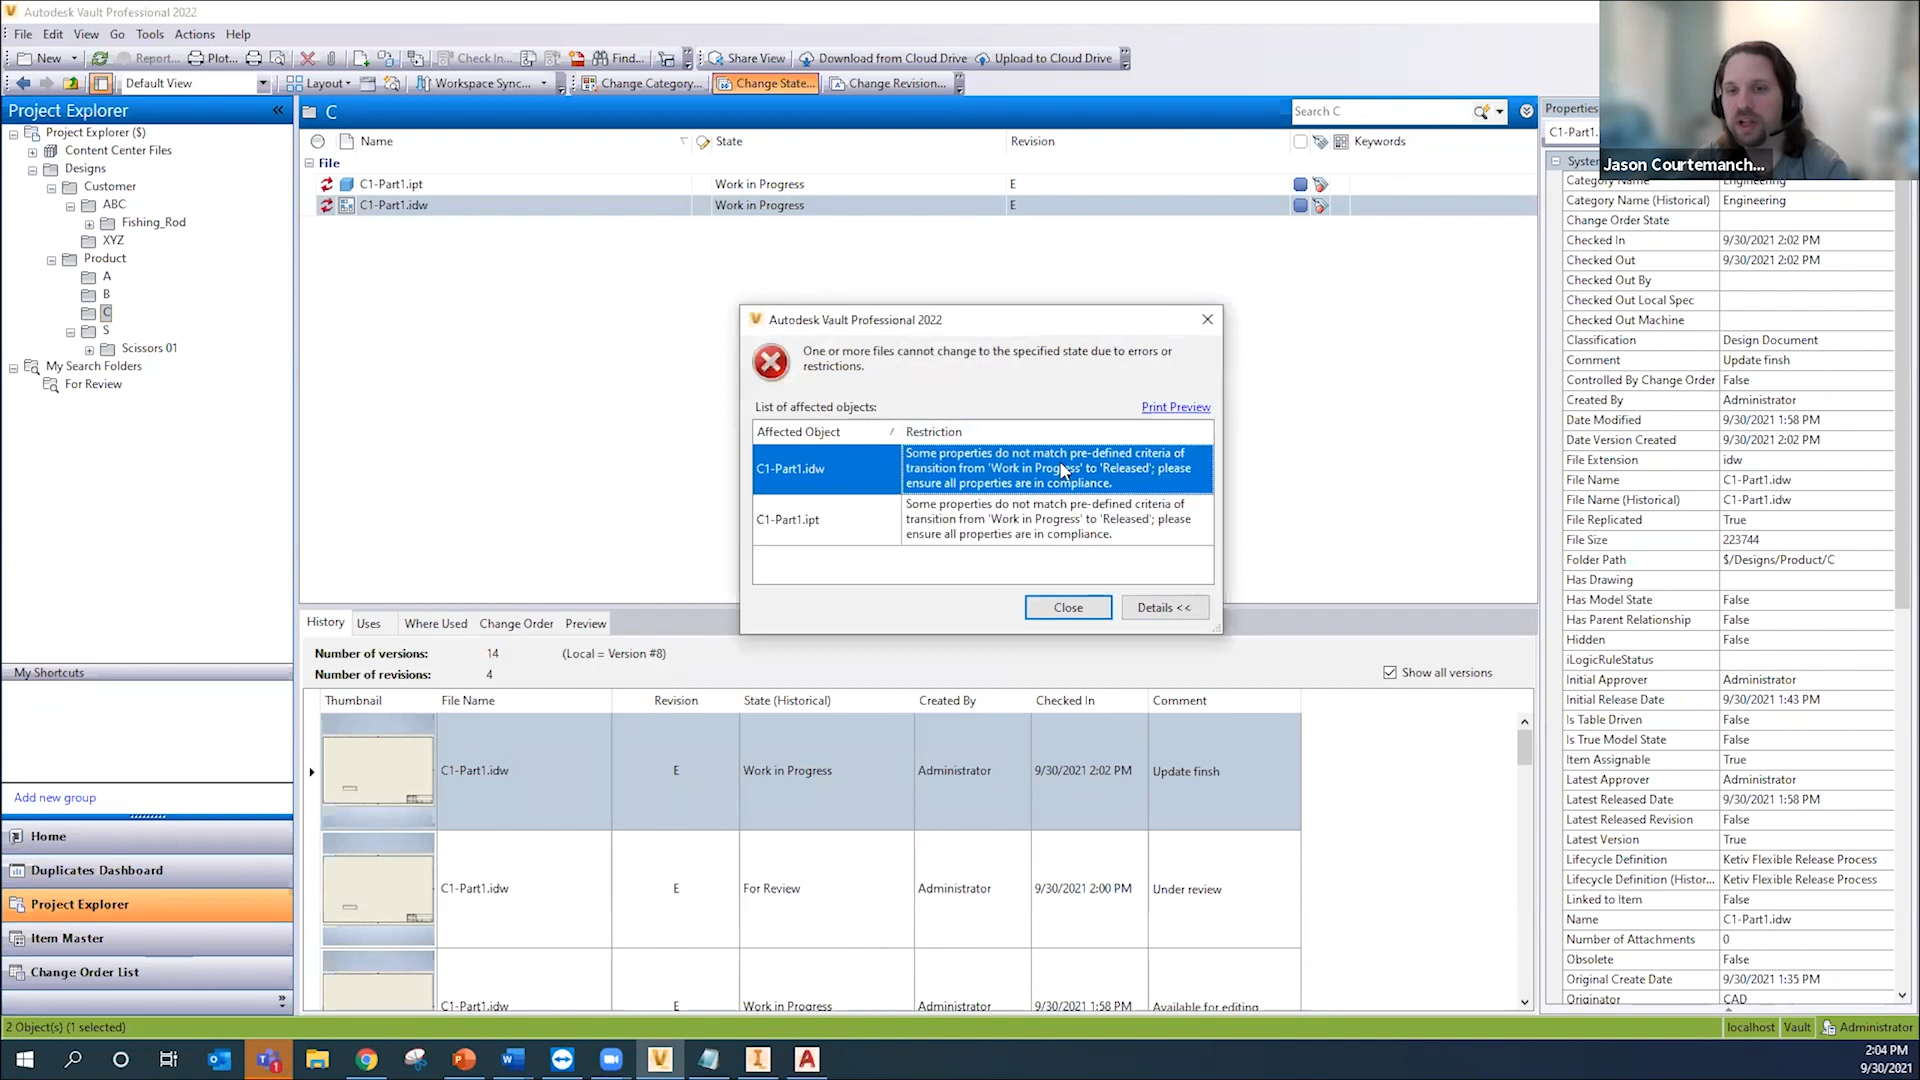 Autodesk Vault Professional 2022
File Edit View Go Tools Actions Help
New Report... Plot... Check In... Find... Share View Download from Cloud Drive Upload to Cloud Drive
Default View Layout Workspace Sync... Change Category... Change State... Change Revision...
Project Explorer «
Project Explorer ($)
Content Center Files
Designs
Customer
ABC
Fishing_Rod
XYZ
Product
A
B
C
S
Scissors 01
My Search Folders
For Review
My Shortcuts
Add new group
Home
Duplicates Dashboard
Project Explorer
Item Master
Change Order List
C
Search C
Name State Revision Keywords
File
C1-Part1.ipt Work in Progress E
C1-Part1.idw Work in Progress E
Autodesk Vault Professional 2022
One or more files cannot change to the specified state due to errors or
restrictions.
List of affected objects: Print Preview
Affected Object / Restriction
C1-Part1.idw
Some properties do not match pre-defined criteria of
transition from 'Work in Progress' to 'Released'; please
ensure all properties are in compliance.
C1-Part1.ipt
Some properties do not match pre-defined criteria of
transition from 'Work in Progress' to 'Released'; please
ensure all properties are in compliance.
Close Details <<
History Uses Where Used Change Order Preview
Number of versions: 14 (Local = Version #8)
Number of revisions: 4
Show all versions
Thumbnail File Name Revision State (Historical) Created By Checked In Comment
C1-Part1.idw E Work in Progress Administrator 9/30/2021 2:02 PM Update finsh
C1-Part1.idw E For Review Administrator 9/30/2021 2:00 PM Under review
C1-Part1.idw E Work in Progress Administrator 9/30/2021 1:58 PM Available for editing
Properties
C1-Part1.
Jason Courtemanch...
Category Name Engineering
Category Name (Historical) Engineering
Change Order State
Checked In 9/30/2021 2:02 PM
Checked Out 9/30/2021 2:02 PM
Checked Out By
Checked Out Local Spec
Checked Out Machine
Classification Design Document
Comment Update finsh
Controlled By Change Order False
Created By Administrator
Date Modified 9/30/2021 1:58 PM
Date Version Created 9/30/2021 2:02 PM
File Extension idw
File Name C1-Part1.idw
File Name (Historical) C1-Part1.idw
File Replicated True
File Size 223744
Folder Path $/Designs/Product/C
Has Drawing
Has Model State False
Has Parent Relationship False
Hidden False
iLogicRuleStatus
Initial Approver Administrator
Initial Release Date 9/30/2021 1:43 PM
Is Table Driven False
Is True Model State False
Item Assignable True
Latest Approver Administrator
Latest Released Date 9/30/2021 1:58 PM
Latest Released Revision False
Latest Version True
Lifecycle Definition Ketiv Flexible Release Process
Lifecycle Definition (Histor... Ketiv Flexible Release Process
Linked to Item False
Name C1-Part1.idw
Number of Attachments 0
Obsolete False
Original Create Date 9/30/2021 1:35 PM
Originator CAD
2 Object(s) (1 selected)
localhost Vault Administrator
2:04 PM
9/30/2021